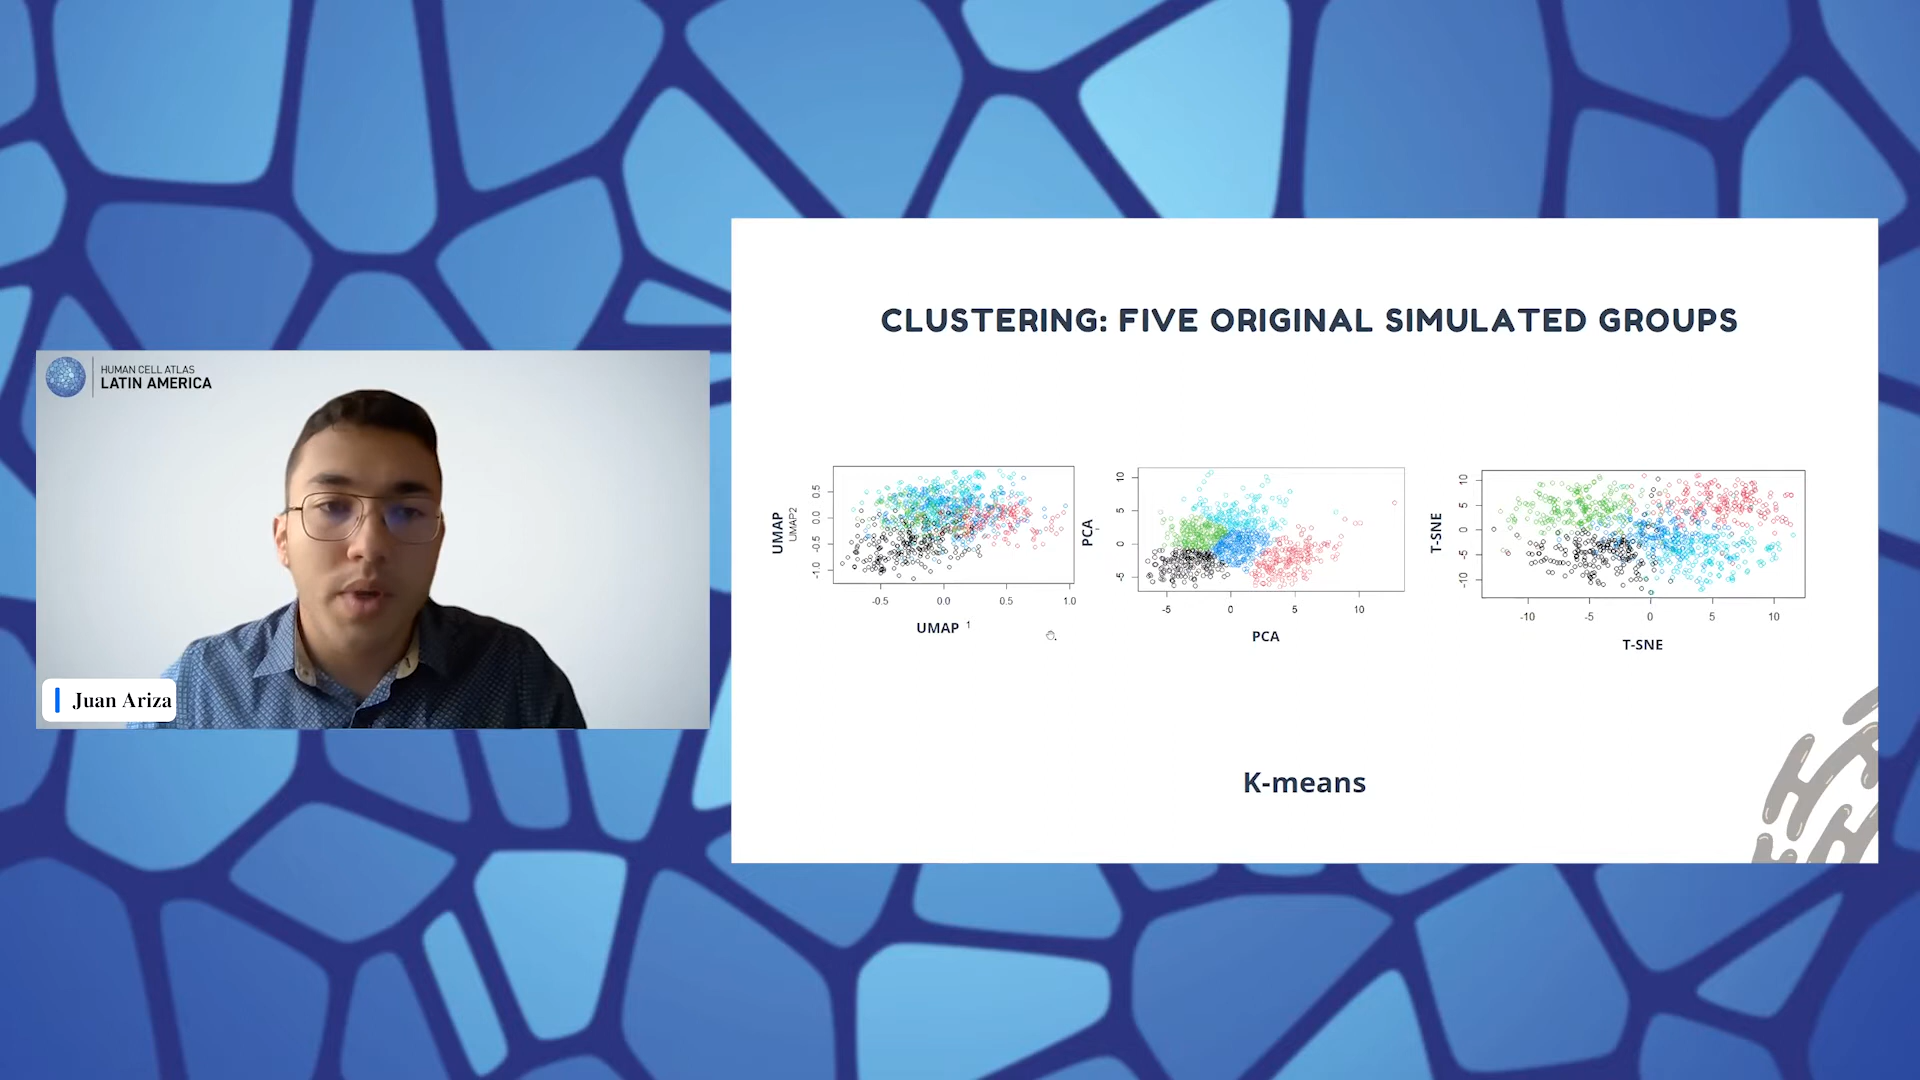 HUMAN CELL ATLAS
LATIN AMERICA
Juan Ariza
CLUSTERING: FIVE ORIGINAL SIMULATED GROUPS
UMAP
UMAP2
0.5
0.0
-0.5
-1.0
-0.5
0.0
0.5
1.0
UMAP 1
PCA
10
5
0
-5
-5
0
5
10
PCA
T-SNE
10
5
0
-5
-10
-10
-5
0
5
10
T-SNE
K-means